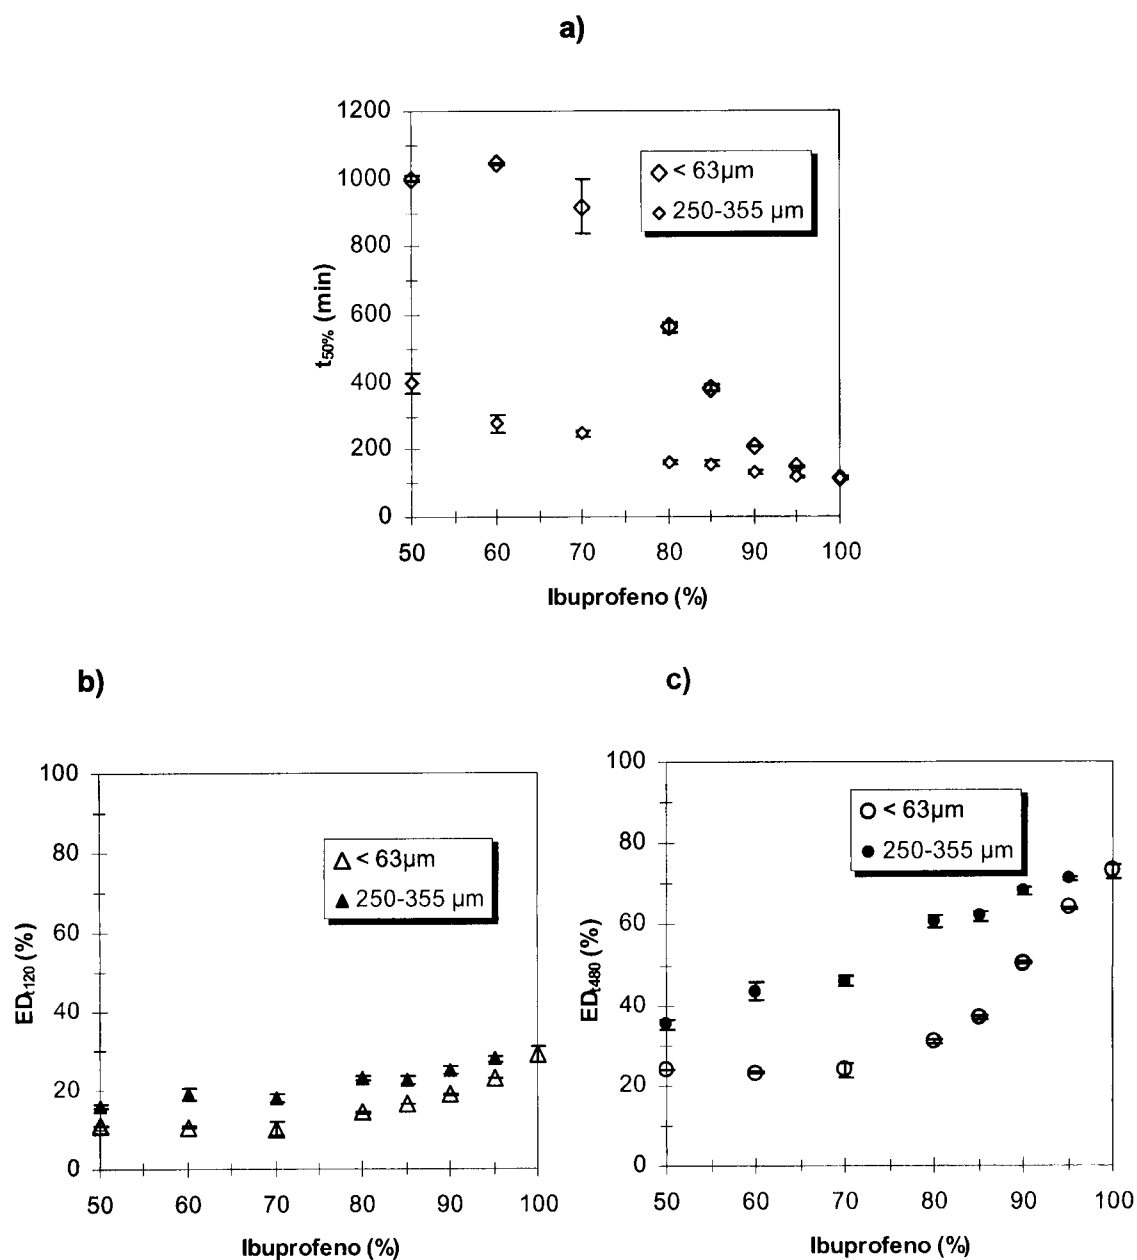 a)
1200
1000
800
600
400
200
0
t50% (min)
< 63µm
250-355 µm
50 60 70 80 90 100
Ibuprofeno (%)
b)
100
80
60
40
20
0
EDt120 (%)
< 63µm
250-355 µm
50 60 70 80 90 100
Ibuprofeno (%)
c)
100
80
60
40
20
0
EDt480 (%)
< 63µm
250-355 µm
50 60 70 80 90 100
Ibuprofeno (%)